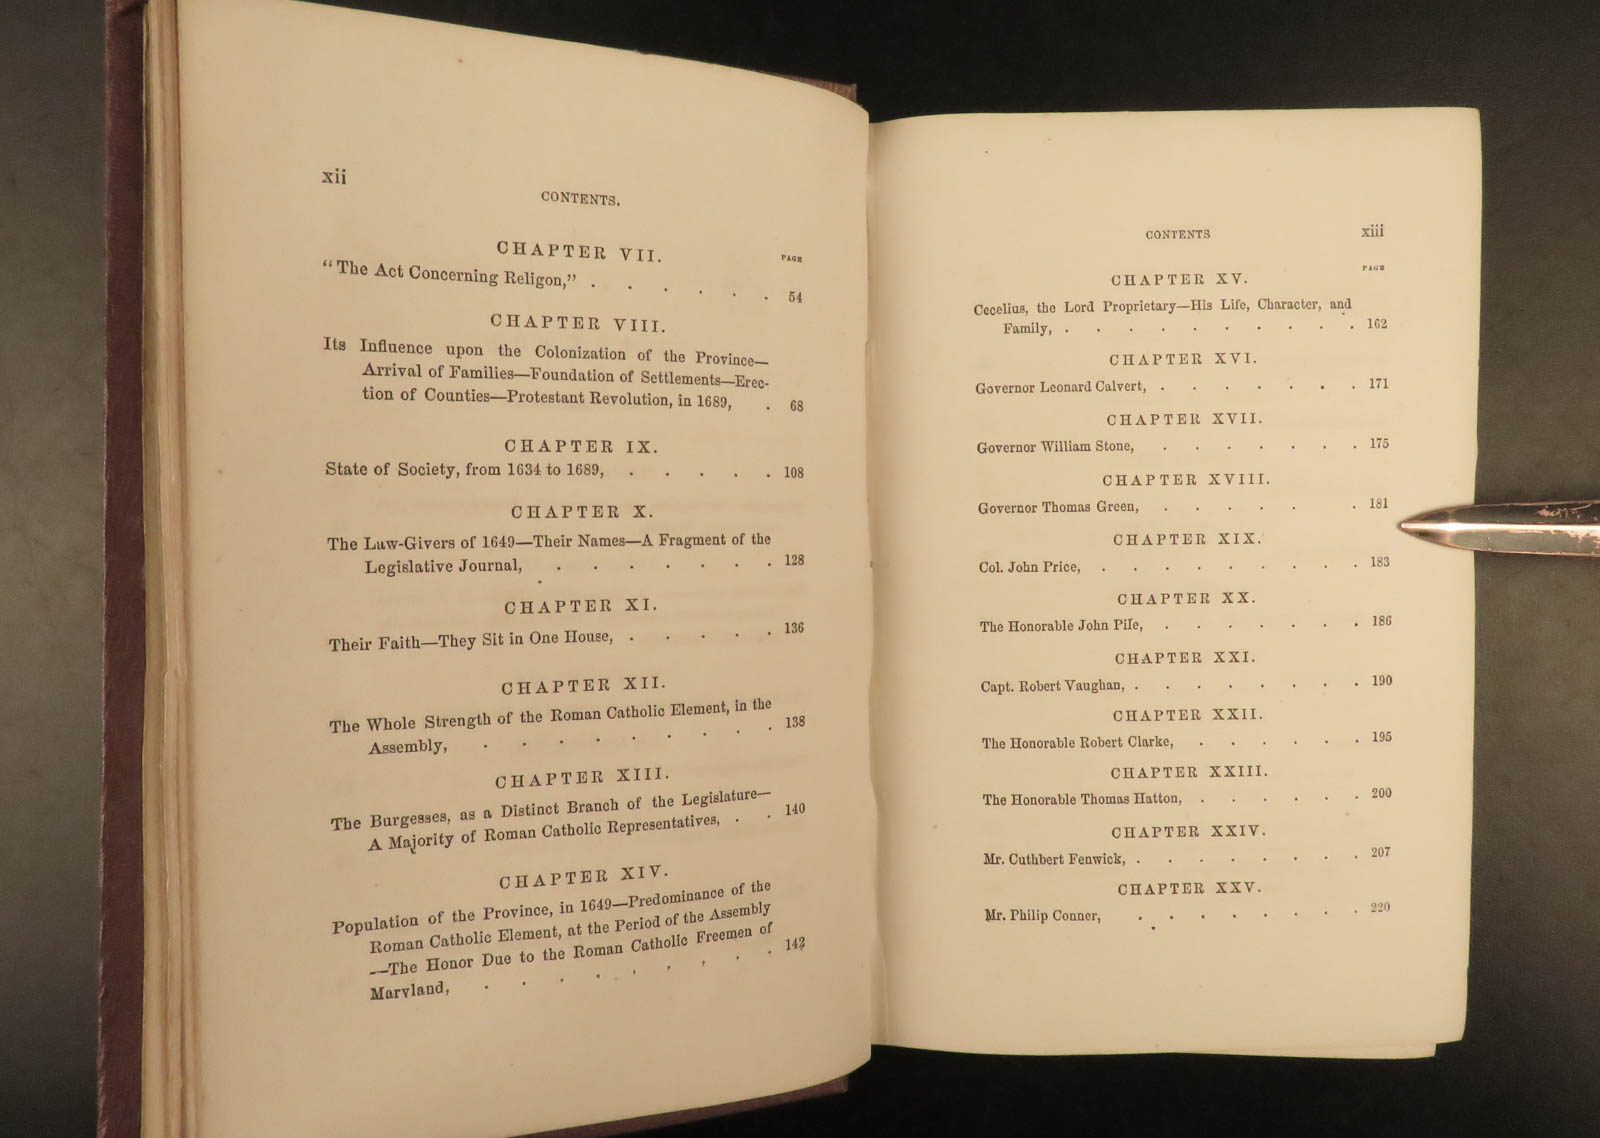 xii
CONTENTS.
CHAPTER VII.
PAGE
"The Act Concerning Religon," . . . . . . 54
CHAPTER VIII.
Its Influence upon the Colonization of the Province—
Arrival of Families—Foundation of Settlements—Erec-
tion of Counties—Protestant Revolution, in 1689, . 68
CHAPTER IX.
State of Society, from 1634 to 1689, . . . . . 108
CHAPTER X.
The Law-Givers of 1649—Their Names—A Fragment of the
Legislative Journal, . . . . . . . 128
CHAPTER XI.
Their Faith—They Sit in One House, . . . . . 136
CHAPTER XII.
The Whole Strength of the Roman Catholic Element, in the
Assembly, . . . . . . . . . 138
CHAPTER XIII.
The Burgesses, as a Distinct Branch of the Legislature—
A Majority of Roman Catholic Representatives, . . 140
CHAPTER XIV.
Population of the Province, in 1649—Predominance of the
Roman Catholic Element, at the Period of the Assembly
—The Honor Due to the Roman Catholic Freemen of
Maryland, . . . . . . . . . 142
CONTENTS xiii
PAGE
CHAPTER XV.
Cecelius, the Lord Proprietary—His Life, Character, and
Family, . . . . . . . . . . 162
CHAPTER XVI.
Governor Leonard Calvert, . . . . . . . 171
CHAPTER XVII.
Governor William Stone, . . . . . . . 175
CHAPTER XVIII.
Governor Thomas Green, . . . . . . 181
CHAPTER XIX.
Col. John Price, . . . . . . . . . 183
CHAPTER XX.
The Honorable John Pile, . . . . . . . 186
CHAPTER XXI.
Capt. Robert Vaughan, . . . . . . . . 190
CHAPTER XXII.
The Honorable Robert Clarke, . . . . . . 195
CHAPTER XXIII.
The Honorable Thomas Hatton, . . . . . . 200
CHAPTER XXIV.
Mr. Cuthbert Fenwick, . . . . . . . . 207
CHAPTER XXV.
Mr. Philip Conner, . . . . . . . . 220